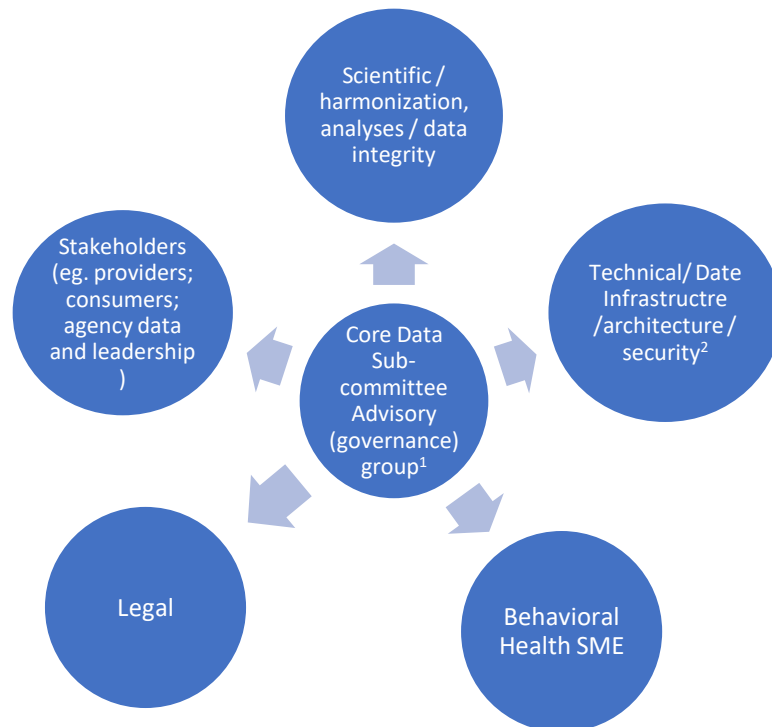 Scientific /
harmonization,
analyses / data
integrity
Stakeholders
(eg. providers;
consumers;
agency data
and leadership
)
Technical/ Date
Infrastructre
/architecture /
security²
Core Data
Sub-
committee
Advisory
(governance)
group¹
Legal
Behavioral
Health SME